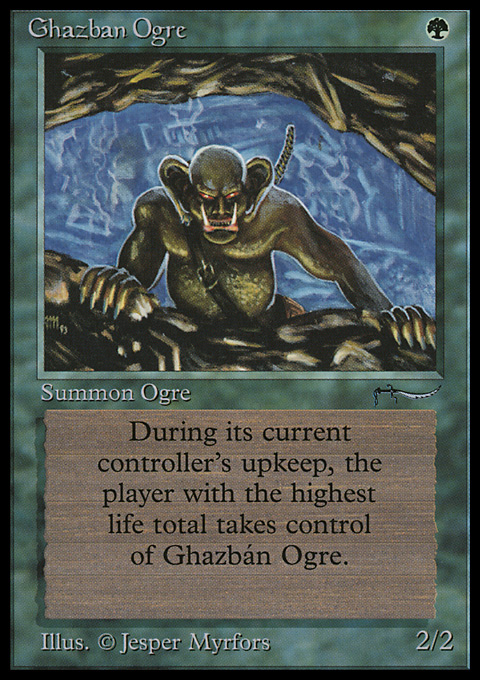 Ghazban Ogre
Summon Ogre
During its current
controller's upkeep, the
player with the highest
life total takes control
of Ghazbán Ogre.
Illus. © Jesper Myrfors
2/2